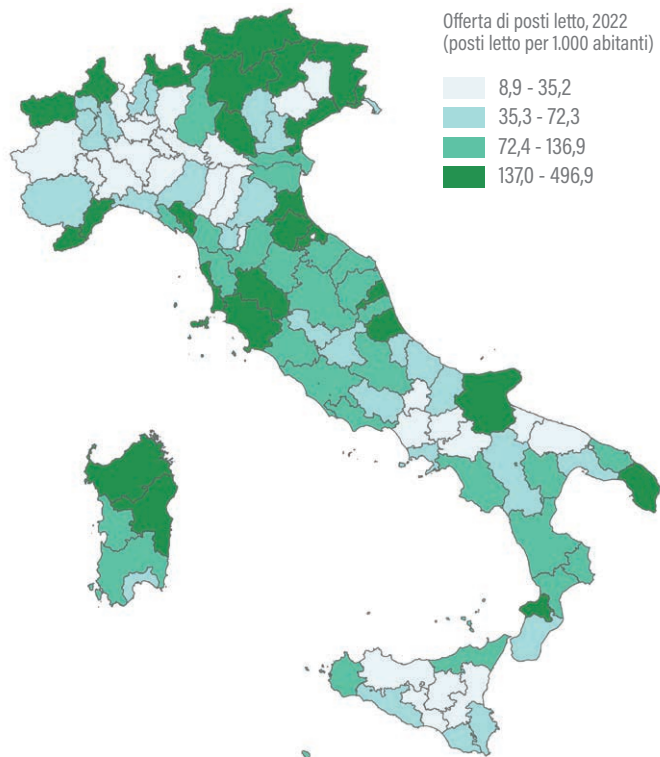 Offerta di posti letto, 2022
(posti letto per 1.000 abitanti)
8,9 - 35,2
35,3 - 72,3
72,4 - 136,9
137,0 - 496,9